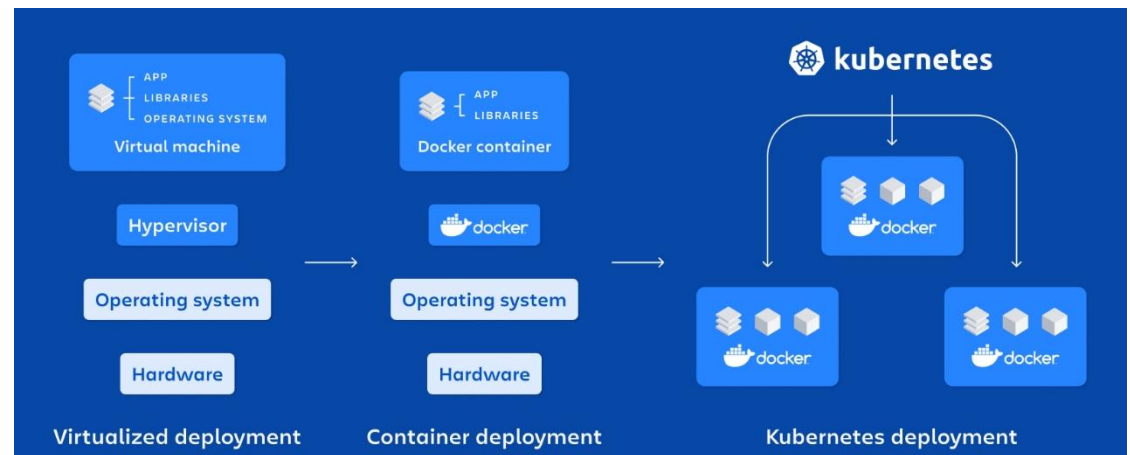 APP
LIBRARIES
OPERATING SYSTEM
Virtual machine
Hypervisor
Operating system
Hardware
Virtualized deployment
APP
LIBRARIES
Docker container
docker
Operating system
Hardware
Container deployment
kubernetes
docker
docker
docker
Kubernetes deployment